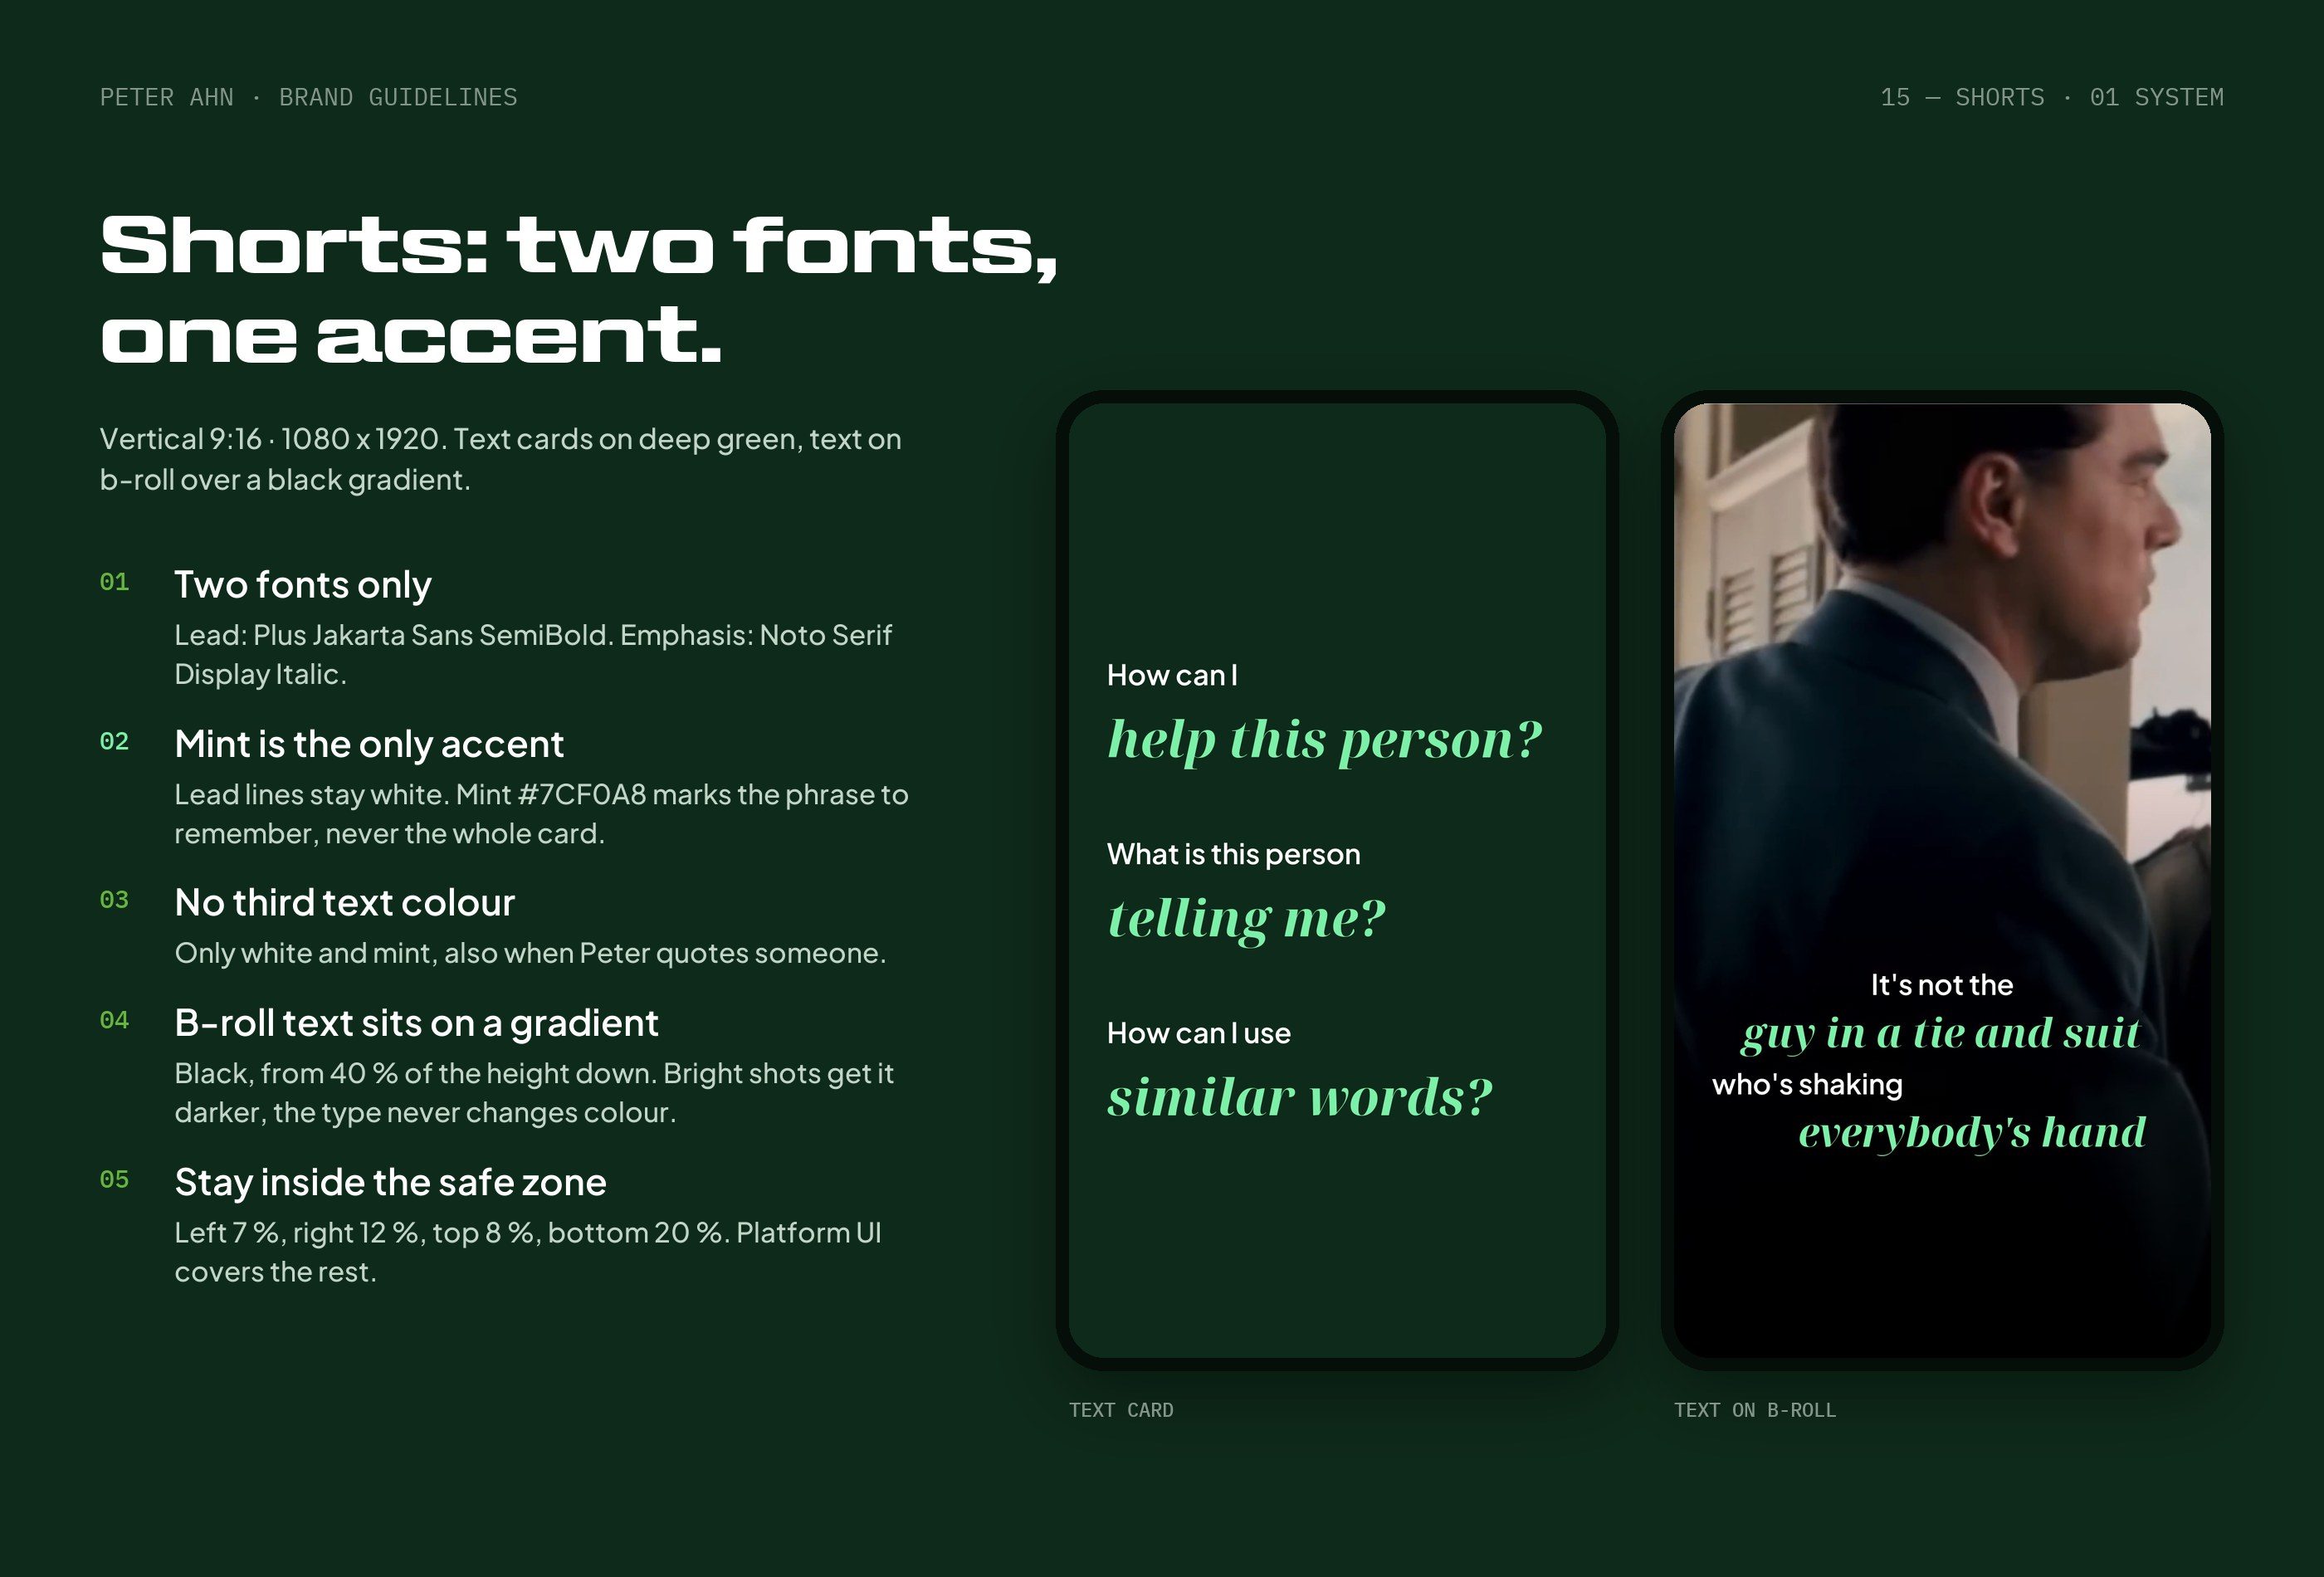 PETER AHN · BRAND GUIDELINES
15 — SHORTS · 01 SYSTEM
Shorts: two fonts,
one accent.
Vertical 9:16 · 1080 x 1920. Text cards on deep green, text on
b-roll over a black gradient.
01
Two fonts only
Lead: Plus Jakarta Sans SemiBold. Emphasis: Noto Serif
Display Italic.
02
Mint is the only accent
Lead lines stay white. Mint #7CF0A8 marks the phrase to
remember, never the whole card.
03
No third text colour
Only white and mint, also when Peter quotes someone.
04
B-roll text sits on a gradient
Black, from 40 % of the height down. Bright shots get it
darker, the type never changes colour.
05
Stay inside the safe zone
Left 7 %, right 12 %, top 8 %, bottom 20 %. Platform UI
covers the rest.
How can I
help this person?
What is this person
telling me?
How can I use
similar words?
TEXT CARD
It's not the
guy in a tie and suit
who's shaking
everybody's hand
TEXT ON B-ROLL